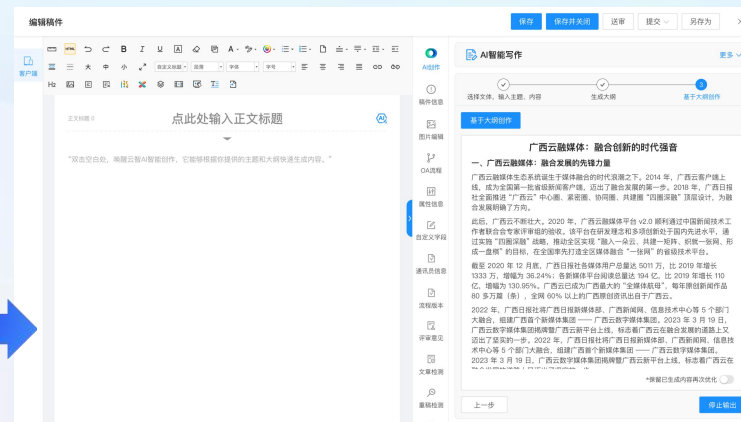 编辑稿件
保存
保存并关闭
送审
提交
另存为
客户端
HTML
B
I
U
A
自定义标题
段落
字体
字号
大
中
小
H2
正文标题 0
点此处输入正文标题
AI
"双击空白处，唤醒云智AI智能创作，它能够根据你提供的主题和大纲快速生成内容。"
AI创作
稿件信息
图片编辑
OA流程
属性信息
自定义字段
通讯员信息
流程版本
评审意见
文章检测
重稿检测
AI智能写作
更多
选择文体，输入主题、内容
生成大纲
3
基于大纲创作
基于大纲创作
广西云融媒体：融合创新的时代强音
一、广西云融媒体：融合发展的先锋力量
广西云融媒体生态系统诞生于媒体融合的时代浪潮之下。2014 年，广西云客户端上
线，成为全国第一批省级新闻客户端，迈出了融合发展的第一步。2018 年，广西日报
社全面推进 "广西云" 中心圈、紧密圈、协同圈、共建圈 "四圈深融" 顶层设计，为融
合发展明确了方向。
此后，广西云不断壮大。2020 年，广西云融媒体平台 v2.0 顺利通过中国新闻技术工
作者联合会专家评审组的验收。该平台在研发理念和多项创新处于国内先进水平，通
过实施 "四圈深融" 战略，推动全区实现 "融入一朵云、共建一矩阵、织就一张网、形
成一盘棋" 的目标，在全国率先打造全区媒体融合 "一张网" 的省级技术平台。
截至 2020 年 12 月底，广西日报社各媒体用户总量达 5011 万，比 2019 年增长
1333 万，增幅为 36.24%；各新媒体平台阅读总量达 194 亿、比 2019 年增长 110
亿，增幅为 130.95%。广西云已成为广西最大的 "全媒体航母"，每年原创新闻作品
80 多万篇（条），全网 60% 以上的广西原创资讯出自于广西云。
2022 年，广西日报社将广西日报新媒体部、广西新闻网、信息技术中心等 5 个部门
大融合，组建广西首个新媒体集团 —— 广西云数字媒体集团。2023 年 3 月 19 日，
广西云数字媒体集团揭牌暨广西云新平台上线，标志着广西云在融合发展的道路上又
迈出了坚实的一步。2022 年，广西日报社将广西日报新媒体部、广西新闻网、信息技
术中心等 5 个部门大融合，组建广西首个新媒体集团 —— 广西云数字媒体集团。
2023 年 3 月 19 日，广西云数字媒体集团揭牌暨广西云新平台上线，标志着广西云在
*保留已生成内容再次优化
上一步
停止输出